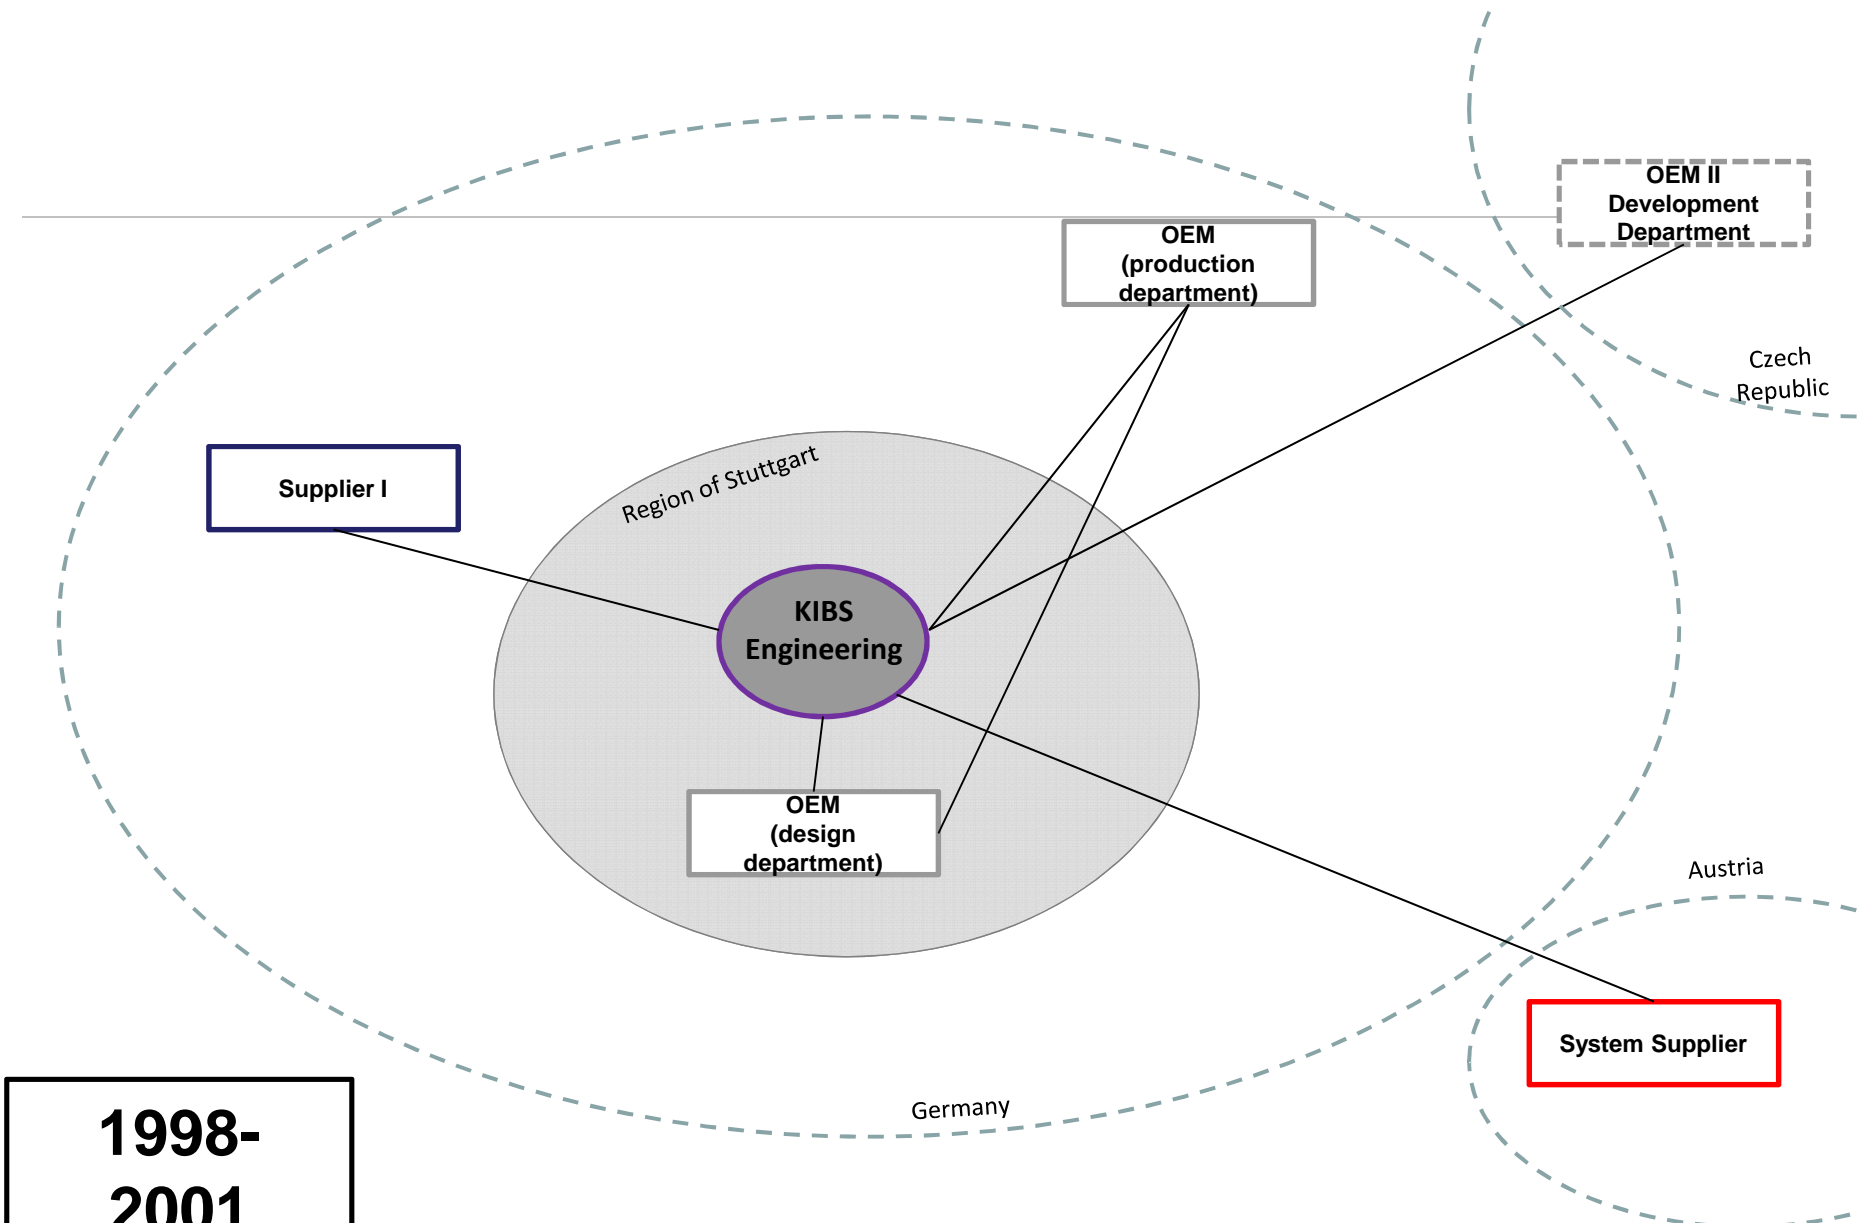 OEM II
Development
Department
OEM
(production
department)
Czech
Republic
Region of Stuttgart
Supplier I
KIBS
Engineering
OEM
(design
department)
Austria
System Supplier
Germany
1998-
2001